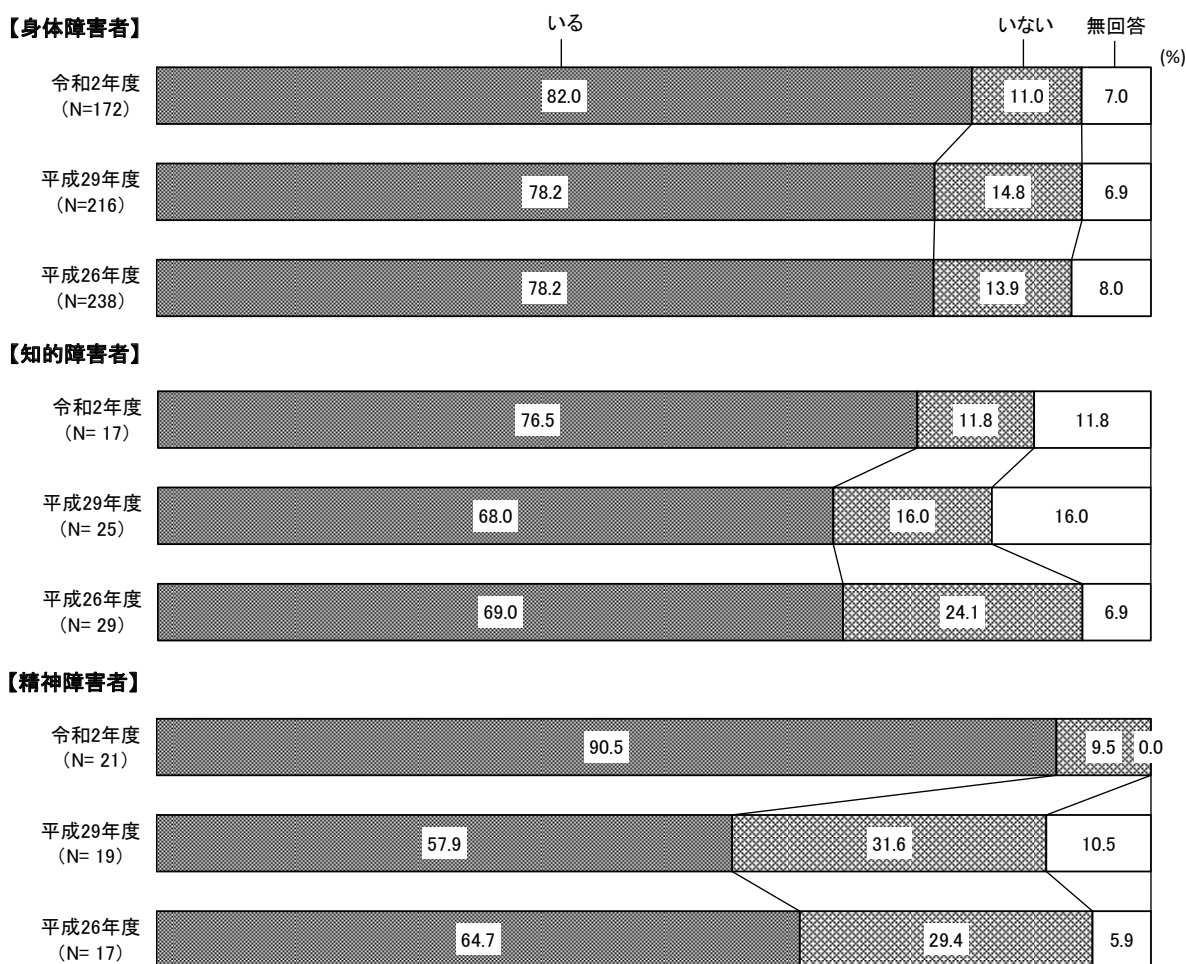 【身体障害者】
いる いない 無回答
(%)
令和2年度
(N=172)
82.0 11.0 7.0
平成29年度
(N=216)
78.2 14.8 6.9
平成26年度
(N=238)
78.2 13.9 8.0
【知的障害者】
令和2年度
(N= 17)
76.5 11.8 11.8
平成29年度
(N= 25)
68.0 16.0 16.0
平成26年度
(N= 29)
69.0 24.1 6.9
【精神障害者】
令和2年度
(N= 21)
90.5 9.5 0.0
平成29年度
(N= 19)
57.9 31.6 10.5
平成26年度
(N= 17)
64.7 29.4 5.9